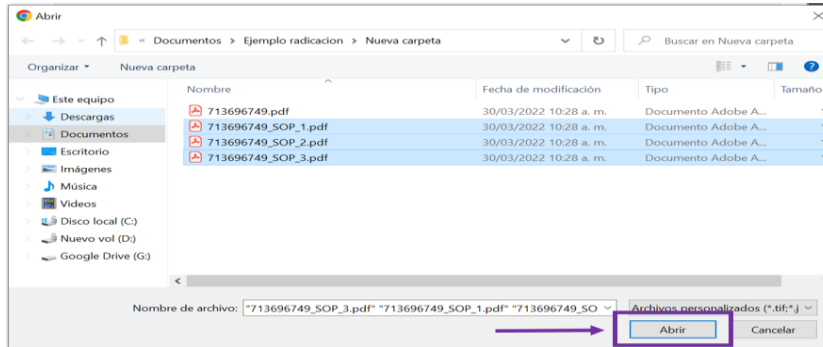 Abrir
« Documentos > Ejemplo radicacion > Nueva carpeta
Buscar en Nueva carpeta
Organizar
Nueva carpeta
Nombre Fecha de modificación Tipo Tamaño
Este equipo
Descargas
Documentos
Escritorio
Imágenes
Música
Videos
Disco local (C:)
Nuevo vol (D:)
Google Drive (G:)
713696749.pdf 30/03/2022 10:28 a. m. Documento Adobe A...
713696749_SOP_1.pdf 30/03/2022 10:28 a. m. Documento Adobe A...
713696749_SOP_2.pdf 30/03/2022 10:28 a. m. Documento Adobe A...
713696749_SOP_3.pdf 30/03/2022 10:28 a. m. Documento Adobe A...
Nombre de archivo: "713696749_SOP_3.pdf" "713696749_SOP_1.pdf" "713696749_SO
Archivos personalizados (*.tif;*.j
Abrir
Cancelar